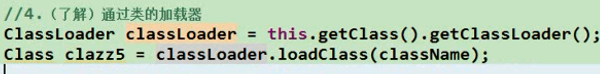 //4.（了解）通过类的加载器
ClassLoader classLoader = this.getClass().getClassLoader();
Class clazz5 = classLoader.loadClass(className);